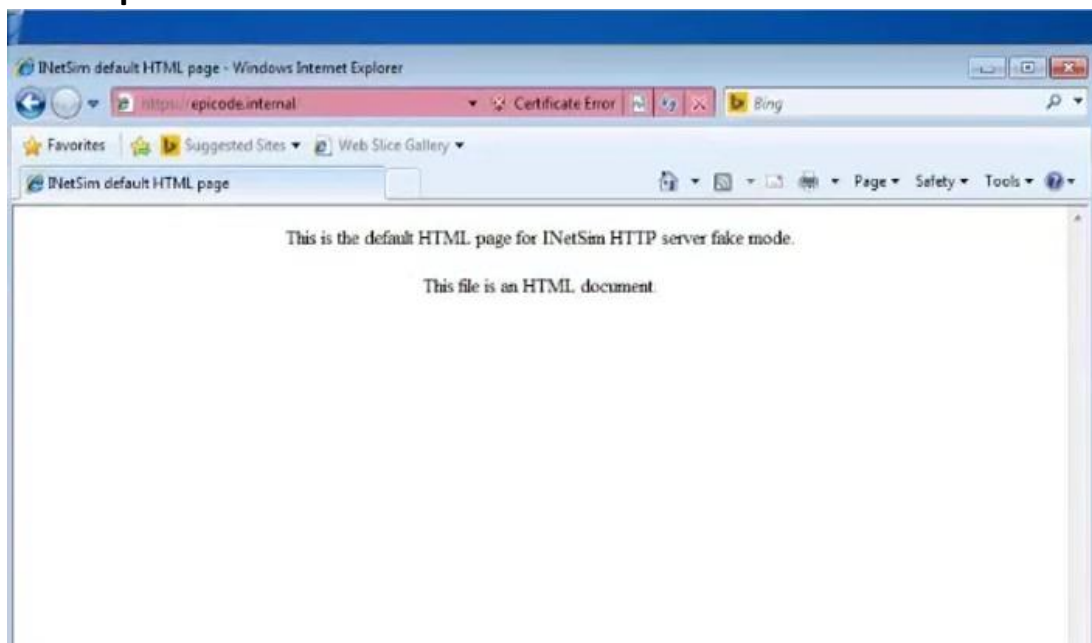 INetSim default HTML page - Windows Internet Explorer
https://epicode.internal
Certificate Error
Bing
Favorites
Suggested Sites
Web Slice Gallery
INetSim default HTML page
Page
Safety
Tools
This is the default HTML page for INetSim HTTP server fake mode.
This file is an HTML document.